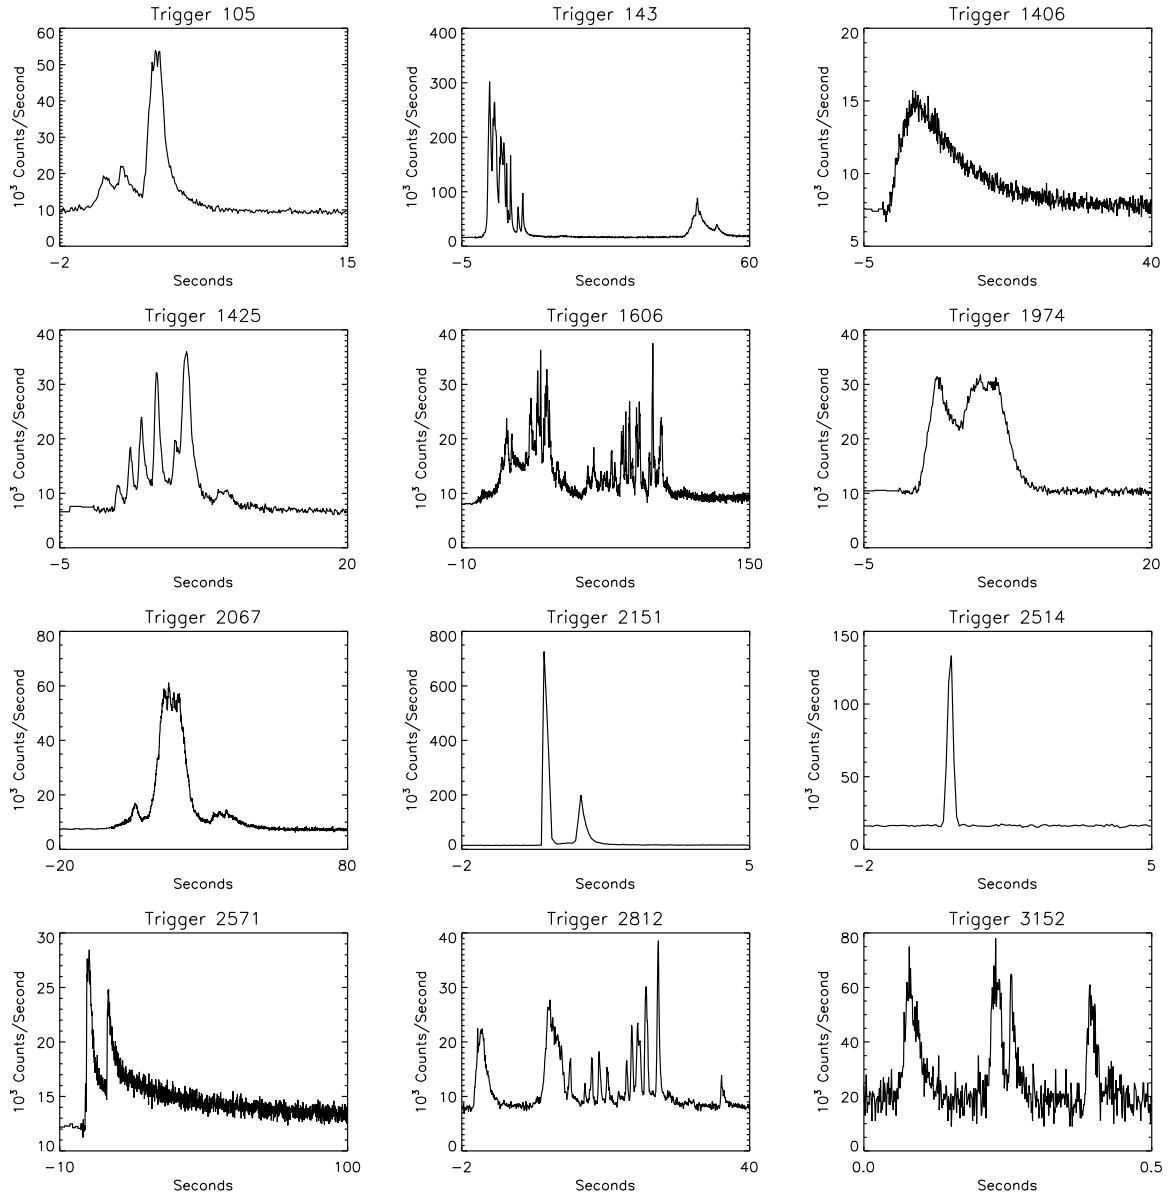 Trigger 105
Trigger 143
Trigger 1406
10³ Counts/Second
60
50
40
30
20
10
0
-2
15
Seconds
10³ Counts/Second
400
300
200
100
0
-5
60
Seconds
10³ Counts/Second
20
15
10
5
-5
40
Seconds
Trigger 1425
Trigger 1606
Trigger 1974
10³ Counts/Second
40
30
20
10
0
-5
20
Seconds
10³ Counts/Second
40
30
20
10
0
-10
150
Seconds
10³ Counts/Second
40
30
20
10
0
-5
20
Seconds
Trigger 2067
Trigger 2151
Trigger 2514
10³ Counts/Second
80
60
40
20
0
-20
80
Seconds
10³ Counts/Second
800
600
400
200
0
-2
5
Seconds
10³ Counts/Second
150
100
50
0
-2
5
Seconds
Trigger 2571
Trigger 2812
Trigger 3152
10³ Counts/Second
30
25
20
15
10
-10
100
Seconds
10³ Counts/Second
40
30
20
10
0
-2
40
Seconds
10³ Counts/Second
80
60
40
20
0
0.0
0.5
Seconds